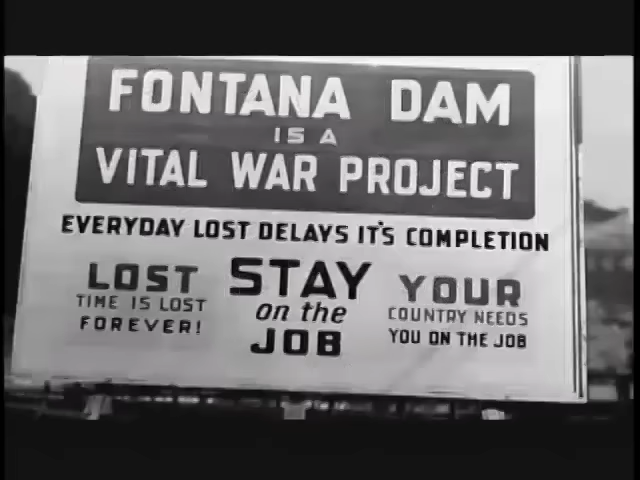 FONTANA DAM
IS A
VITAL WAR PROJECT
EVERYDAY LOST DELAYS IT'S COMPLETION
LOST
TIME IS LOST
FOREVER!
STAY
on the
JOB
YOUR
COUNTRY NEEDS
YOU ON THE JOB